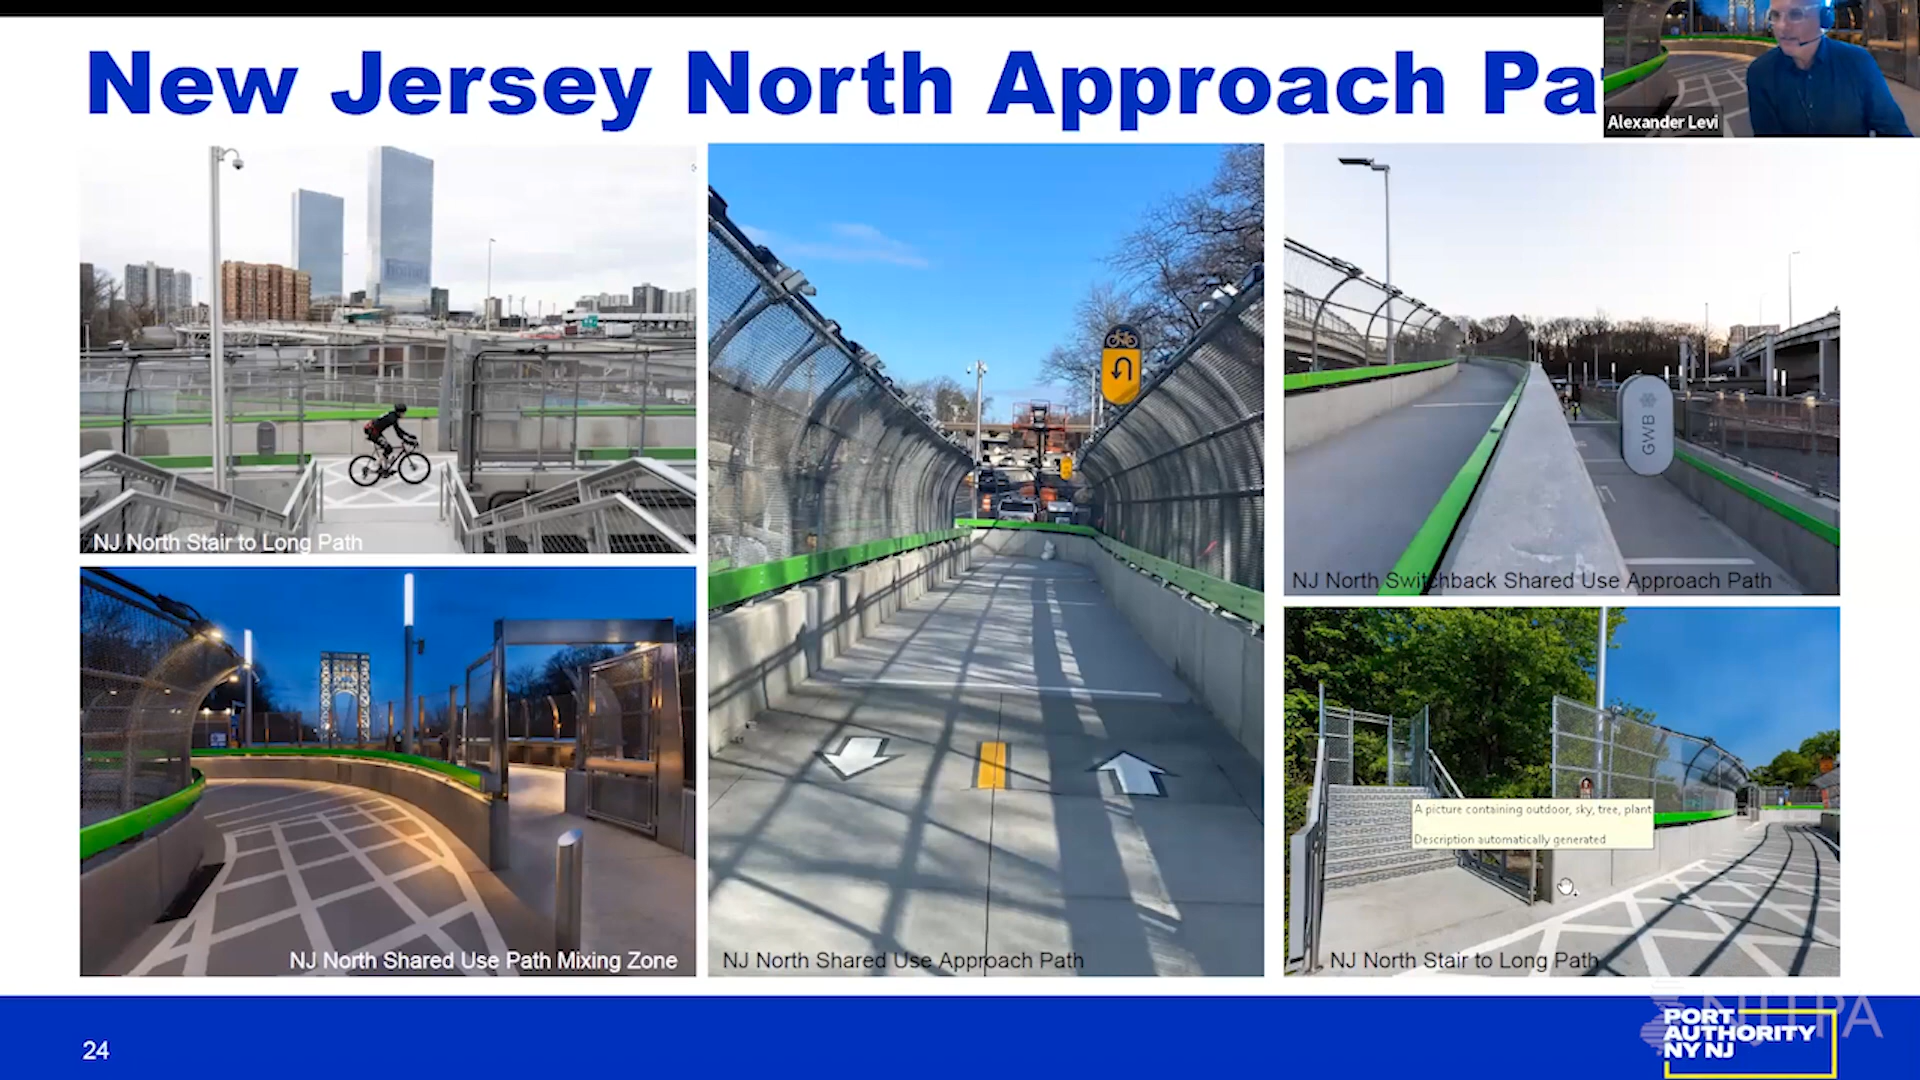 New Jersey North Approach Pa
Alexander Levi
NJ North Stair to Long Path
NJ North Shared Use Path Mixing Zone
NJ North Shared Use Approach Path
GWB
NJ North Switchback Shared Use Approach Path
A picture containing outdoor, sky, tree, plant
Description automatically generated
NJ North Stair to Long Path
24
NJTPA
PORT
AUTHORITY
NY NJ